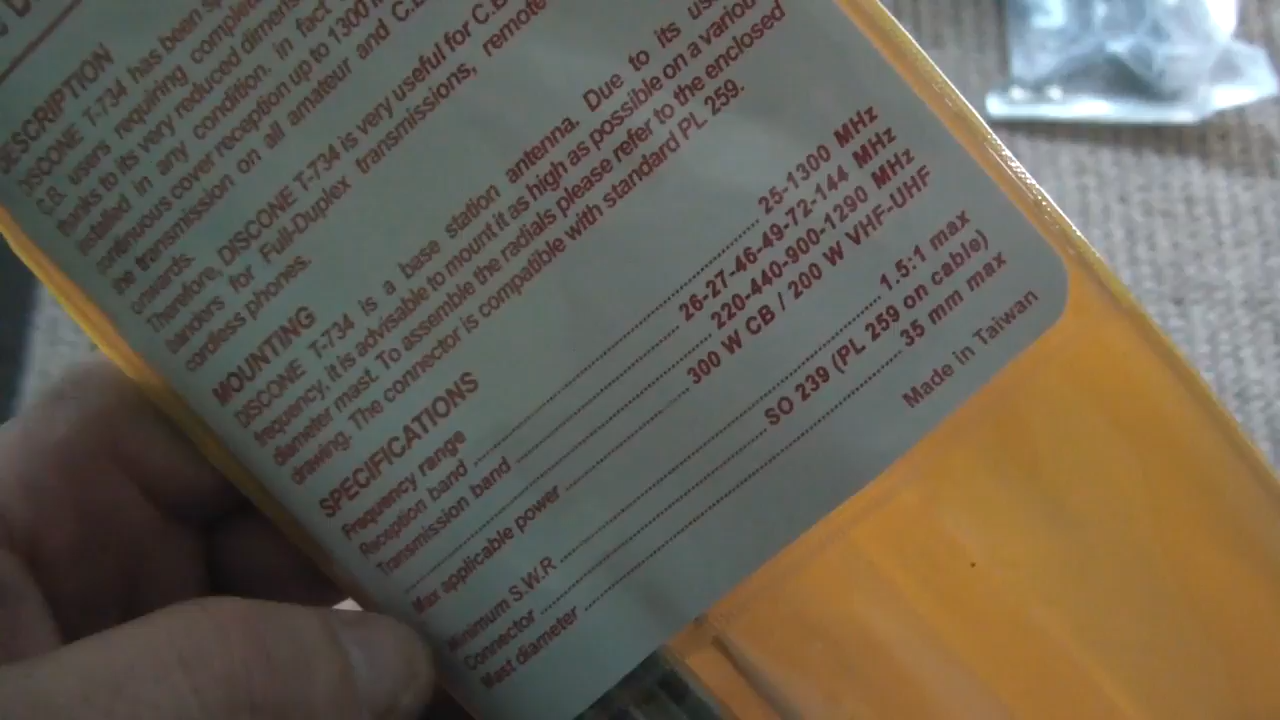 DESCRIPTION
DISCONE T-734 has been
C.B. users requiring
thanks to its very reduced
installed in any condition, in fact
continuous cover reception up to 1300
be transmission on all amateur and
onwards.
Therefore, DISCONE T-734 is very useful for C.B.
banders for Full-Duplex transmissions, remote
cordless phones.
MOUNTING
DISCONE T-734 is a base station antenna. Due to its
frequency, it is advisable to mount it as high as possible on a various
diameter mast. To assemble the radials please refer to the enclosed
drawing. The connector is compatible with standard PL 259.
SPECIFICATIONS
Frequency range
Reception band ........ 25-1300 MHz
Transmission band ........ 26-27-46-49-72-144 MHz
........ 220-440-900-1290 MHz
Max applicable power ........ 300 W CB / 200 W VHF-UHF
Minimum S.W.R ........ 1.5:1 max
Connector ........ SO 239 (PL 259 on cable)
Mast diameter ........ 35 mm max
Made in Taiwan